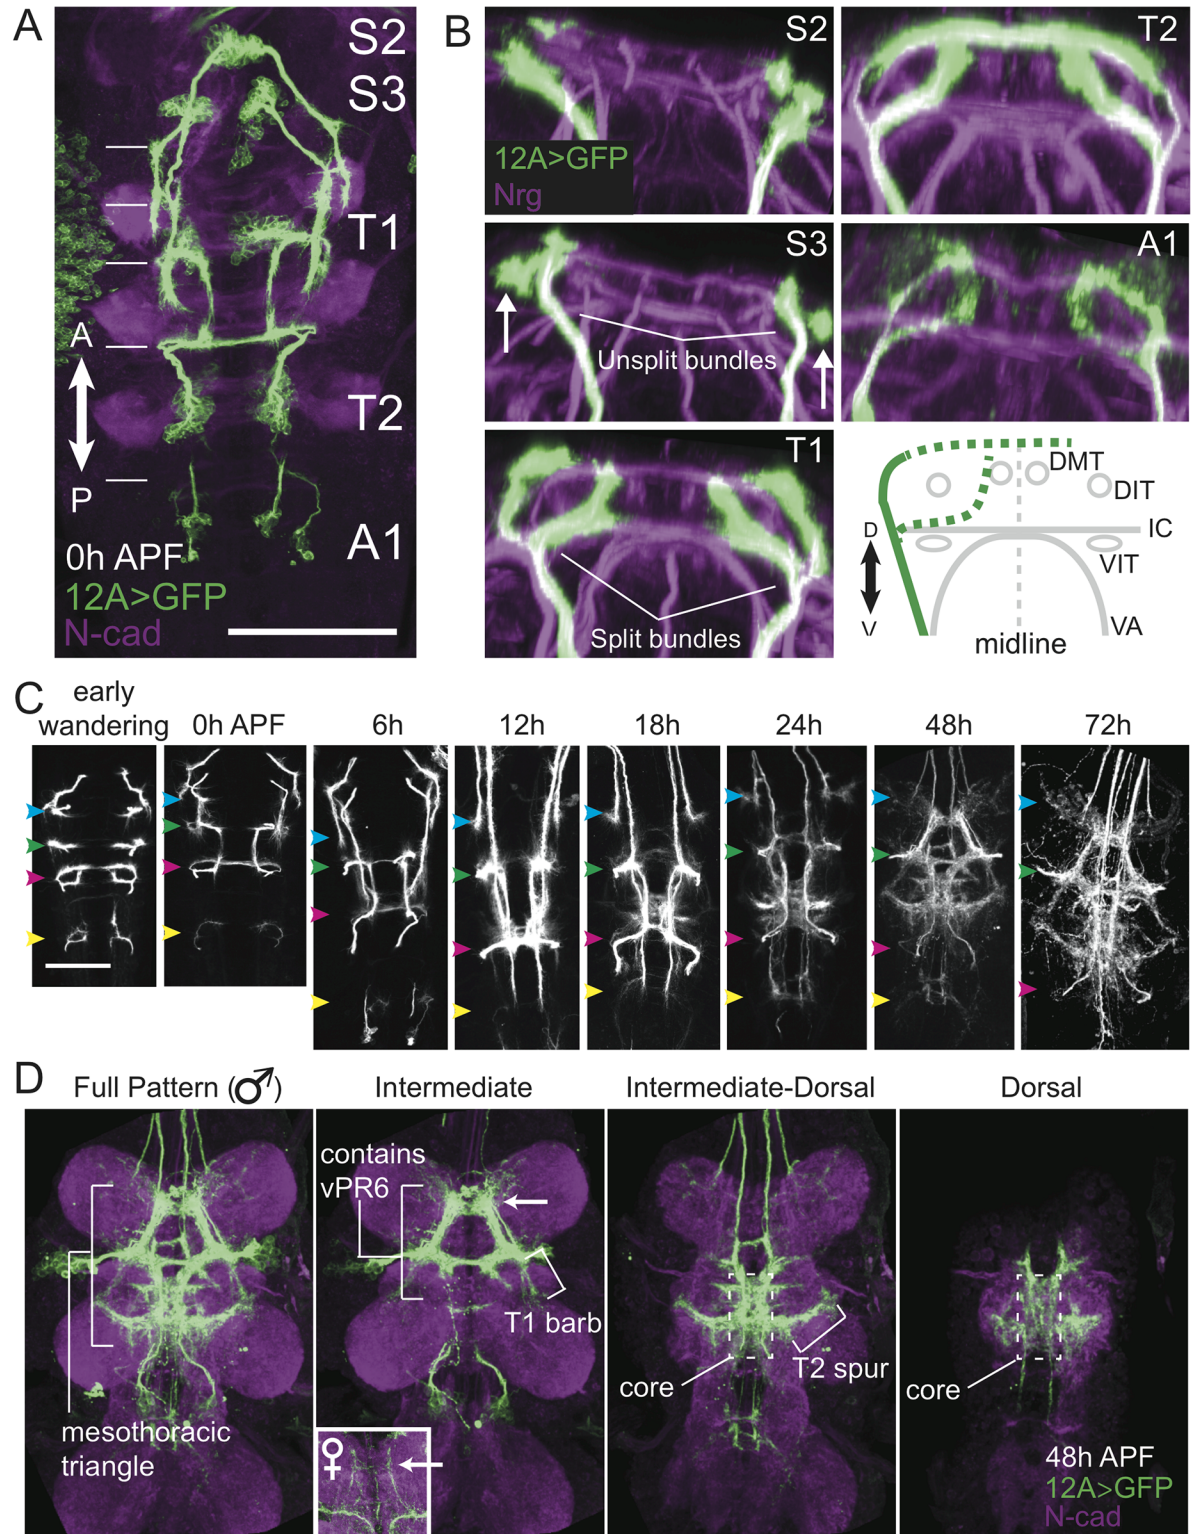 A
S2
S3
T1
A
T2
P
A1
0h APF
12A>GFP
N-cad
B
S2
12A>GFP
Nrg
T2
S3
Unsplit bundles
A1
T1
Split bundles
DMT
DIT
D
IC
VIT
V
VA
midline
C
early
wandering
0h APF
6h
12h
18h
24h
48h
72h
D
Full Pattern (♂)
Intermediate
Intermediate-Dorsal
Dorsal
contains
vPR6
T1 barb
T2 spur
core
core
mesothoracic
triangle
♀
48h APF
12A>GFP
N-cad